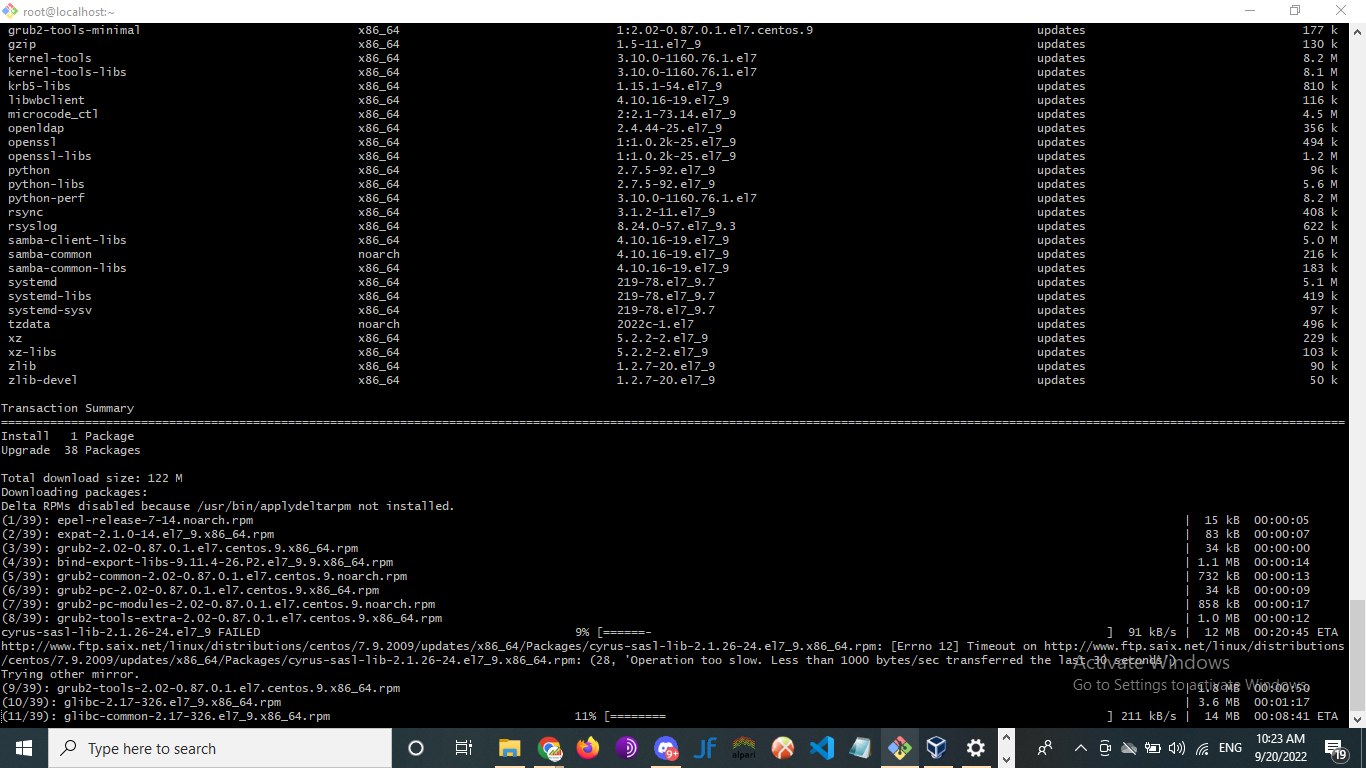 root@localhost:~
grub2-tools-minimal x86_64 1:2.02-0.87.0.1.el7.centos.9 updates 177 k
gzip x86_64 1.5-11.el7_9 updates 130 k
kernel-tools x86_64 3.10.0-1160.76.1.el7 updates 8.2 M
kernel-tools-libs x86_64 3.10.0-1160.76.1.el7 updates 8.1 M
krb5-libs x86_64 1.15.1-54.el7_9 updates 810 k
libwbclient x86_64 4.10.16-19.el7_9 updates 116 k
microcode_ctl x86_64 2:2.1-73.14.el7_9 updates 4.5 M
openldap x86_64 2.4.44-25.el7_9 updates 356 k
openssl x86_64 1:1.0.2k-25.el7_9 updates 494 k
openssl-libs x86_64 1:1.0.2k-25.el7_9 updates 1.2 M
python x86_64 2.7.5-92.el7_9 updates 96 k
python-libs x86_64 2.7.5-92.el7_9 updates 5.6 M
python-perf x86_64 3.10.0-1160.76.1.el7 updates 8.2 M
rsync x86_64 3.1.2-11.el7_9 updates 408 k
rsyslog x86_64 8.24.0-57.el7_9.3 updates 622 k
samba-client-libs x86_64 4.10.16-19.el7_9 updates 5.0 M
samba-common noarch 4.10.16-19.el7_9 updates 216 k
samba-common-libs x86_64 4.10.16-19.el7_9 updates 183 k
systemd x86_64 219-78.el7_9.7 updates 5.1 M
systemd-libs x86_64 219-78.el7_9.7 updates 419 k
systemd-sysv x86_64 219-78.el7_9.7 updates 97 k
tzdata noarch 2022c-1.el7 updates 496 k
xz x86_64 5.2.2-2.el7_9 updates 229 k
xz-libs x86_64 5.2.2-2.el7_9 updates 103 k
zlib x86_64 1.2.7-20.el7_9 updates 90 k
zlib-devel x86_64 1.2.7-20.el7_9 updates 50 k
Transaction Summary
Install 1 Package
Upgrade 38 Packages
Total download size: 122 M
Downloading packages:
Delta RPMs disabled because /usr/bin/applydeltarpm not installed.
(1/39): epel-release-7-14.noarch.rpm | 15 kB 00:00:05
(2/39): expat-2.1.0-14.el7_9.x86_64.rpm | 83 kB 00:00:07
(3/39): grub2-2.02-0.87.0.1.el7.centos.9.x86_64.rpm | 34 kB 00:00:00
(4/39): bind-export-libs-9.11.4-26.P2.el7_9.9.x86_64.rpm | 1.1 MB 00:00:14
(5/39): grub2-common-2.02-0.87.0.1.el7.centos.9.noarch.rpm | 732 kB 00:00:13
(6/39): grub2-pc-2.02-0.87.0.1.el7.centos.9.x86_64.rpm | 34 kB 00:00:09
(7/39): grub2-pc-modules-2.02-0.87.0.1.el7.centos.9.noarch.rpm | 858 kB 00:00:17
(8/39): grub2-tools-extra-2.02-0.87.0.1.el7.centos.9.x86_64.rpm | 1.0 MB 00:00:12
cyrus-sasl-lib-2.1.26-24.el7_9 FAILED 9% [======- ] 91 kB/s | 12 MB 00:20:45 ETA
http://www.ftp.saix.net/linux/distributions/centos/7.9.2009/updates/x86_64/Packages/cyrus-sasl-lib-2.1.26-24.el7_9.x86_64.rpm: [Errno 12] Timeout on http://www.ftp.saix.net/linux/distributions
/centos/7.9.2009/updates/x86_64/Packages/cyrus-sasl-lib-2.1.26-24.el7_9.x86_64.rpm: (28, 'Operation too slow. Less than 1000 bytes/sec transferred the last 30 seconds')
Activate Windows
Trying other mirror.
Go to Settings to activate Windows.
(9/39): grub2-tools-2.02-0.87.0.1.el7.centos.9.x86_64.rpm | 1.8 MB 00:00:50
(10/39): glibc-2.17-326.el7_9.x86_64.rpm | 3.6 MB 00:01:17
(11/39): glibc-common-2.17-326.el7_9.x86_64.rpm 11% [======== ] 211 kB/s | 14 MB 00:08:41 ETA
Type here to search
9+
JF
alpari
ENG
10:23 AM
9/20/2022
19